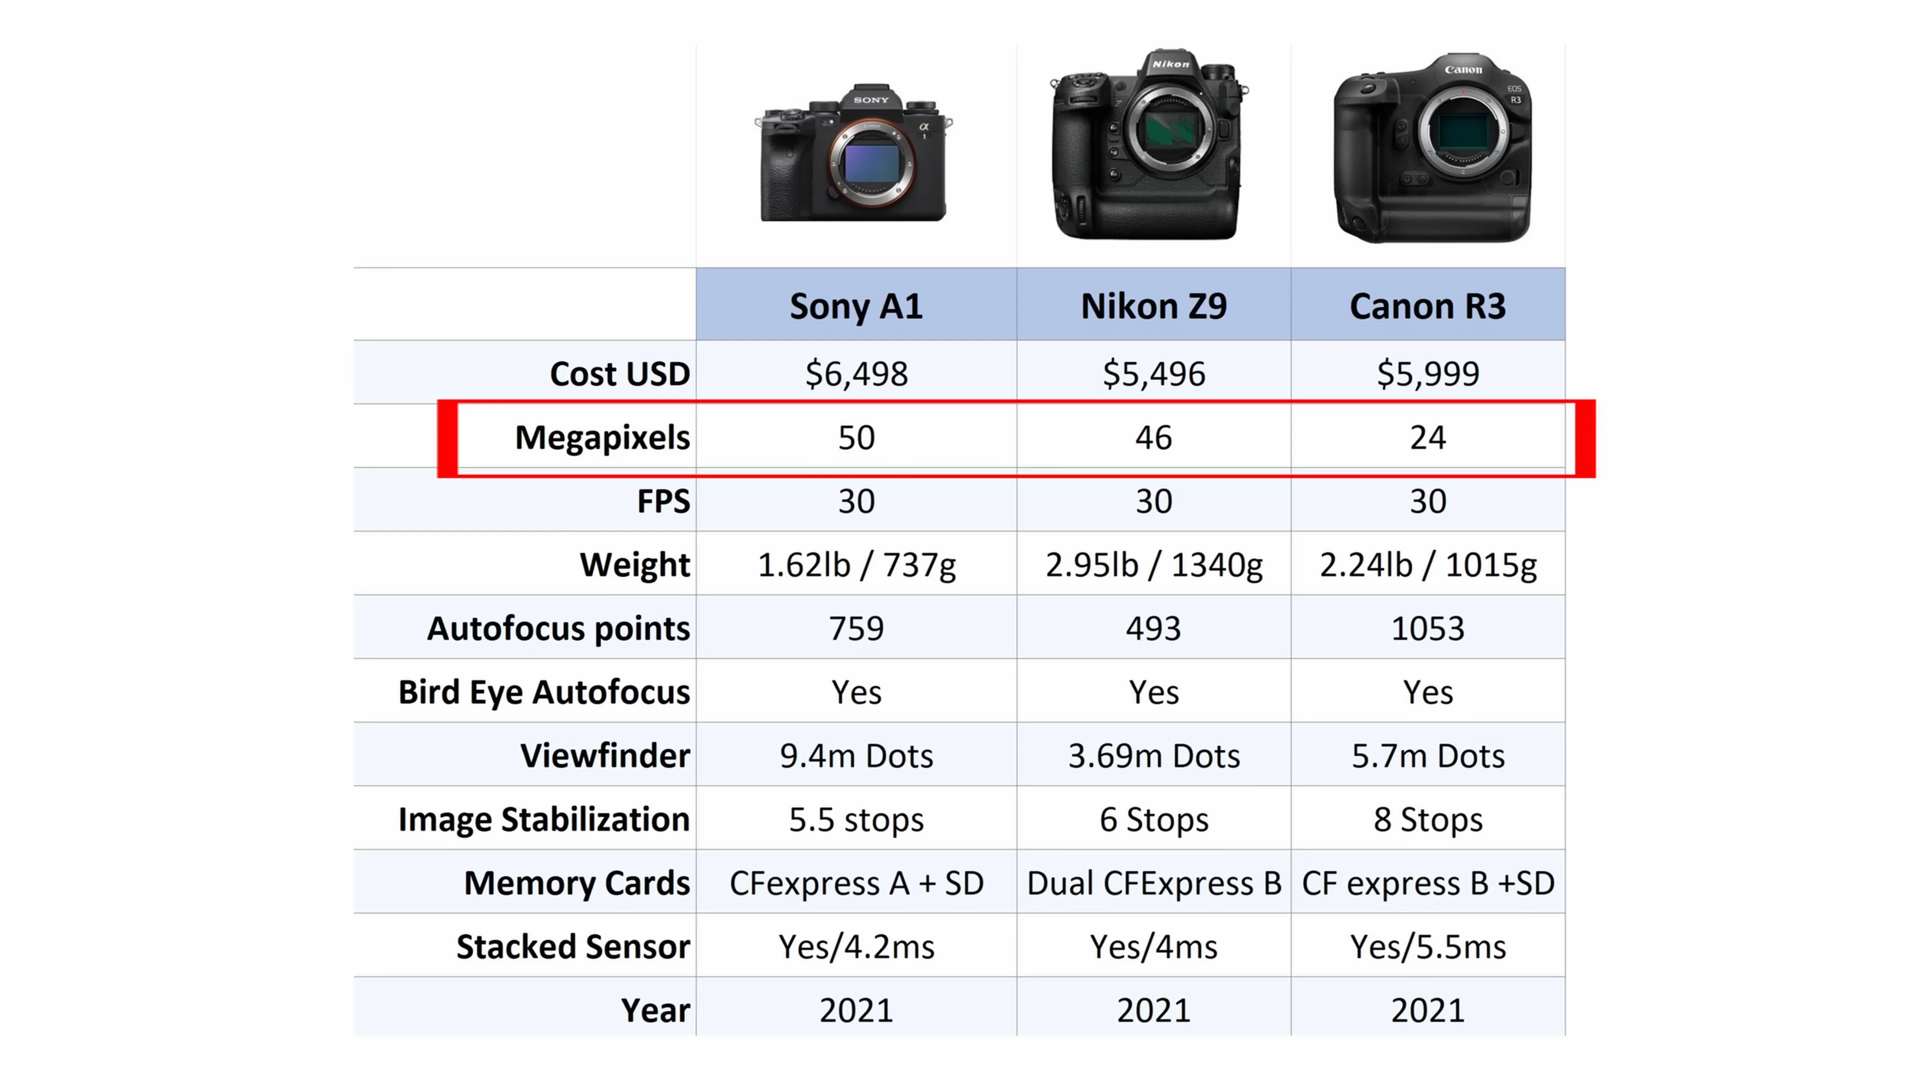 SONY
α
1
Nikon
Canon
EOS
R3
Sony A1 Nikon Z9 Canon R3
Cost USD $6,498 $5,496 $5,999
Megapixels 50 46 24
FPS 30 30 30
Weight 1.62lb / 737g 2.95lb / 1340g 2.24lb / 1015g
Autofocus points 759 493 1053
Bird Eye Autofocus Yes Yes Yes
Viewfinder 9.4m Dots 3.69m Dots 5.7m Dots
Image Stabilization 5.5 stops 6 Stops 8 Stops
Memory Cards CFexpress A + SD Dual CFExpress B CF express B +SD
Stacked Sensor Yes/4.2ms Yes/4ms Yes/5.5ms
Year 2021 2021 2021